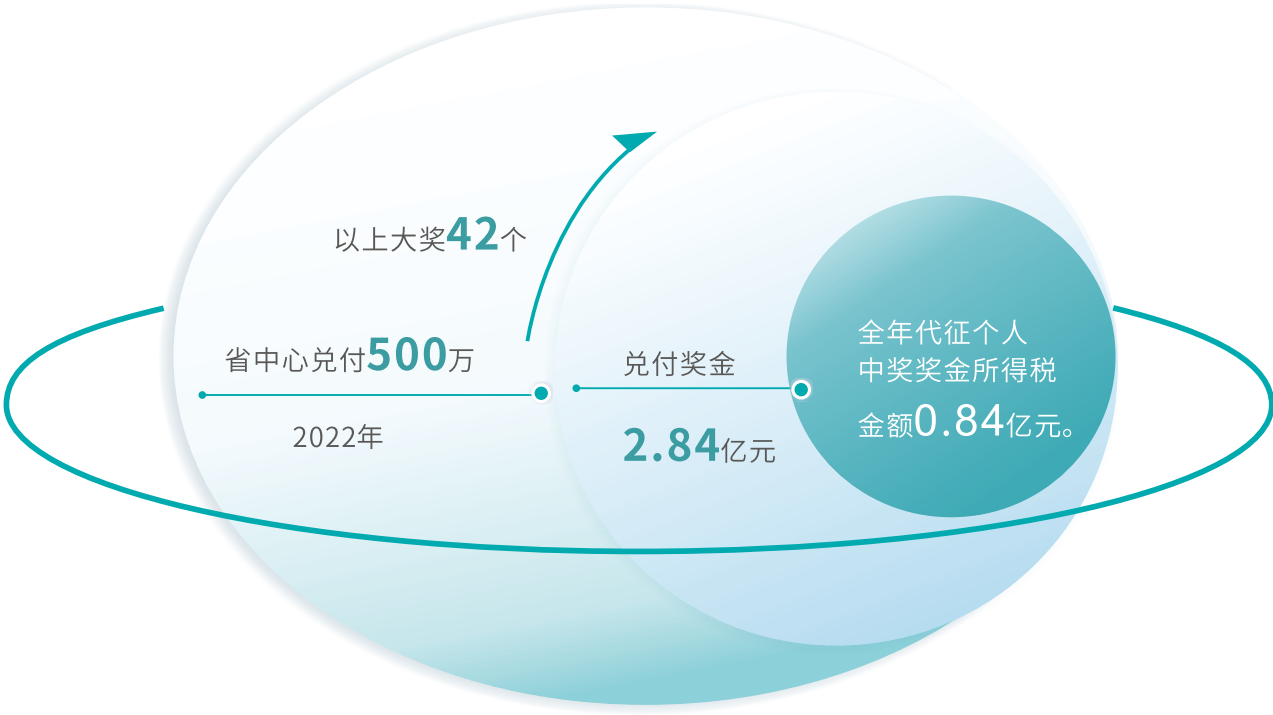 以上大奖42个
省中心兑付500万
2022年
兑付奖金
2.84亿元
全年代征个人
中奖奖金所得税
金额0.84亿元。